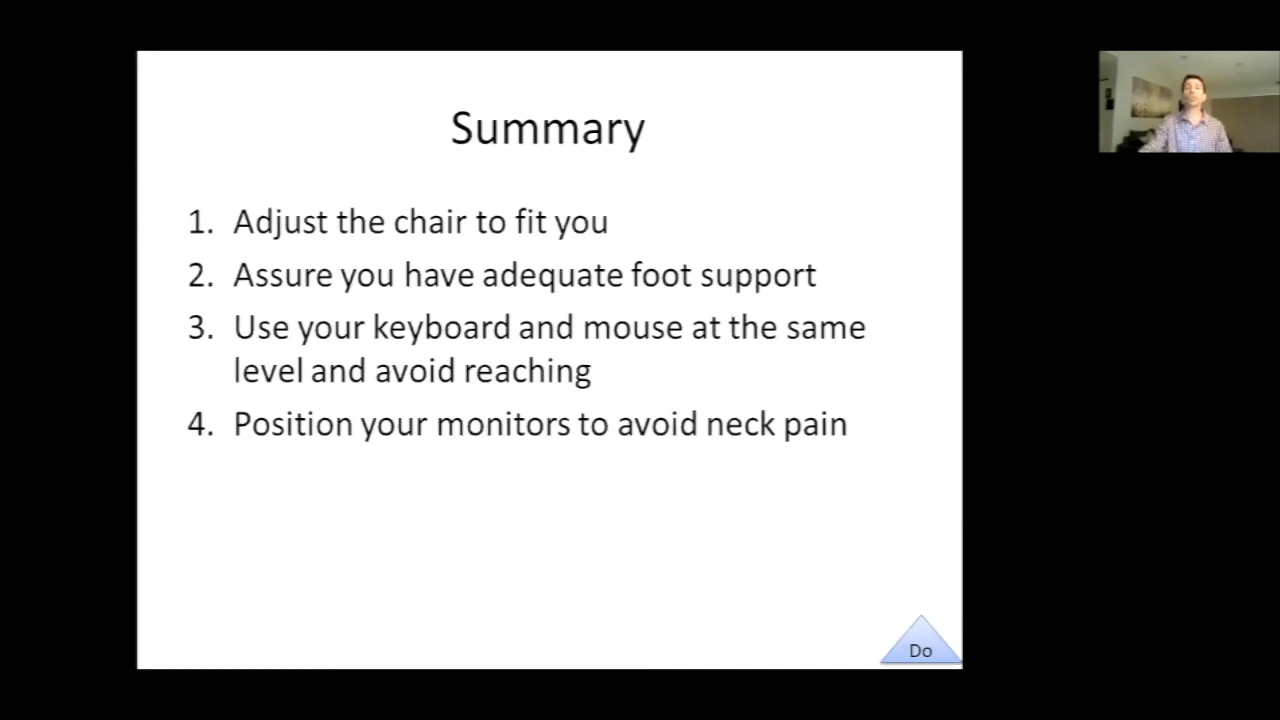 Summary
1. Adjust the chair to fit you
2. Assure you have adequate foot support
3. Use your keyboard and mouse at the same
level and avoid reaching
4. Position your monitors to avoid neck pain
Do